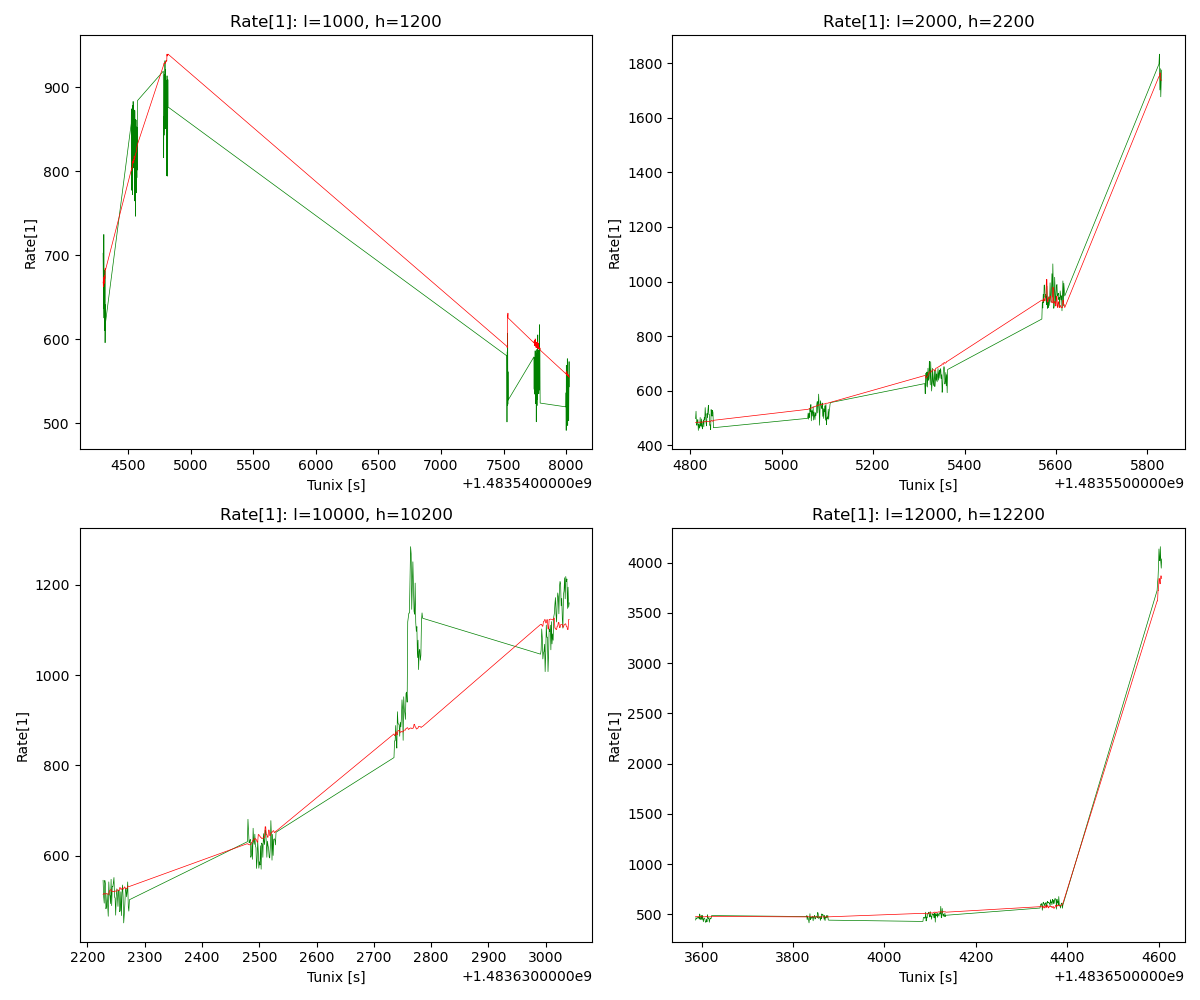 Rate[1]: l=1000, h=1200
900
800
700
600
500
Rate[1]
4500 5000 5500 6000 6500 7000 7500 8000
Tunix [s]
+1.4835400000e9
Rate[1]: l=2000, h=2200
1800
1600
1400
1200
1000
800
600
400
Rate[1]
4800 5000 5200 5400 5600 5800
Tunix [s]
+1.4835500000e9
Rate[1]: l=10000, h=10200
1200
1000
800
600
Rate[1]
2200 2300 2400 2500 2600 2700 2800 2900 3000
Tunix [s]
+1.4836300000e9
Rate[1]: l=12000, h=12200
4000
3500
3000
2500
2000
1500
1000
500
Rate[1]
3600 3800 4000 4200 4400 4600
Tunix [s]
+1.4836500000e9